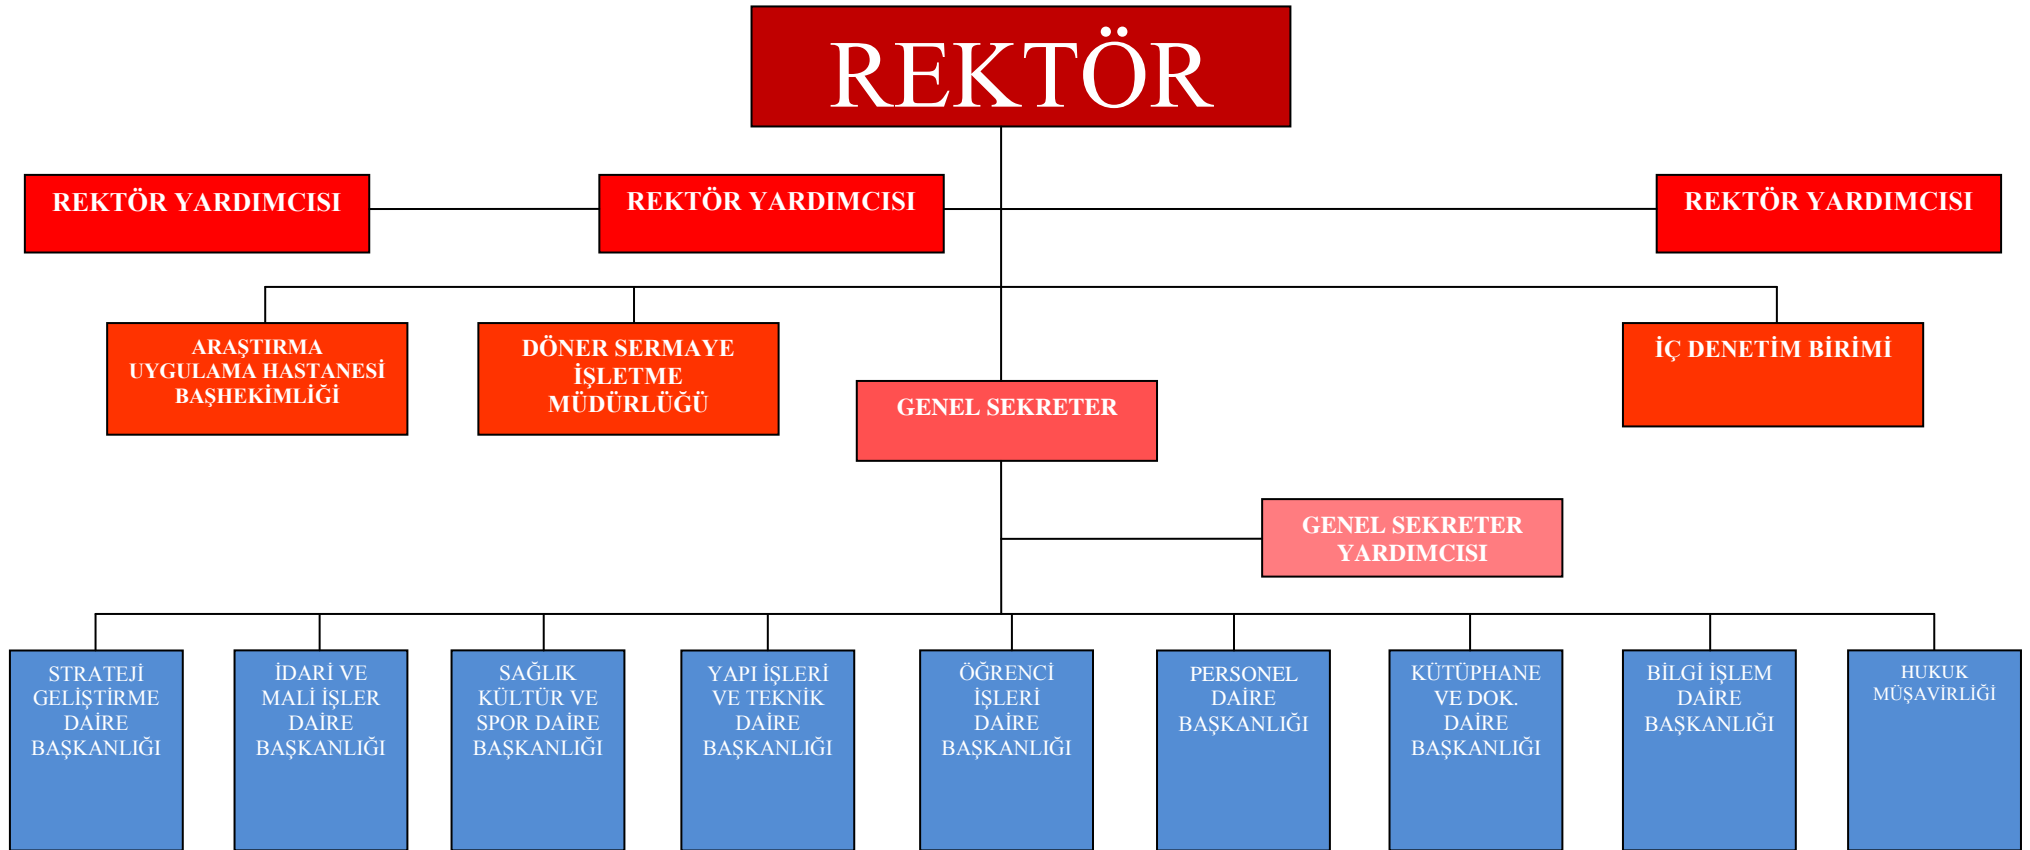 REKTÖR
REKTÖR YARDIMCISI
REKTÖR YARDIMCISI
REKTÖR YARDIMCISI
ARAŞTIRMA
UYGULAMA HASTANESİ
BAŞHEKİMLİĞİ
DÖNER SERMAYE
İŞLETME
MÜDÜRLÜĞÜ
İÇ DENETİM BİRİMİ
GENEL SEKRETER
GENEL SEKRETER
YARDIMCISI
STRATEJİ
GELİŞTİRME
DAİRE
BAŞKANLIĞI
İDARİ VE
MALİ İŞLER
DAİRE
BAŞKANLIĞI
SAĞLIK
KÜLTÜR VE
SPOR DAİRE
BAŞKANLIĞI
YAPI İŞLERİ
VE TEKNİK
DAİRE
BAŞKANLIĞI
ÖĞRENCİ
İŞLERİ
DAİRE
BAŞKANLIĞI
PERSONEL
DAİRE
BAŞKANLIĞI
KÜTÜPHANE
VE DOK.
DAİRE
BAŞKANLIĞI
BİLGİ İŞLEM
DAİRE
BAŞKANLIĞI
HUKUK
MÜŞAVİRLİĞİ